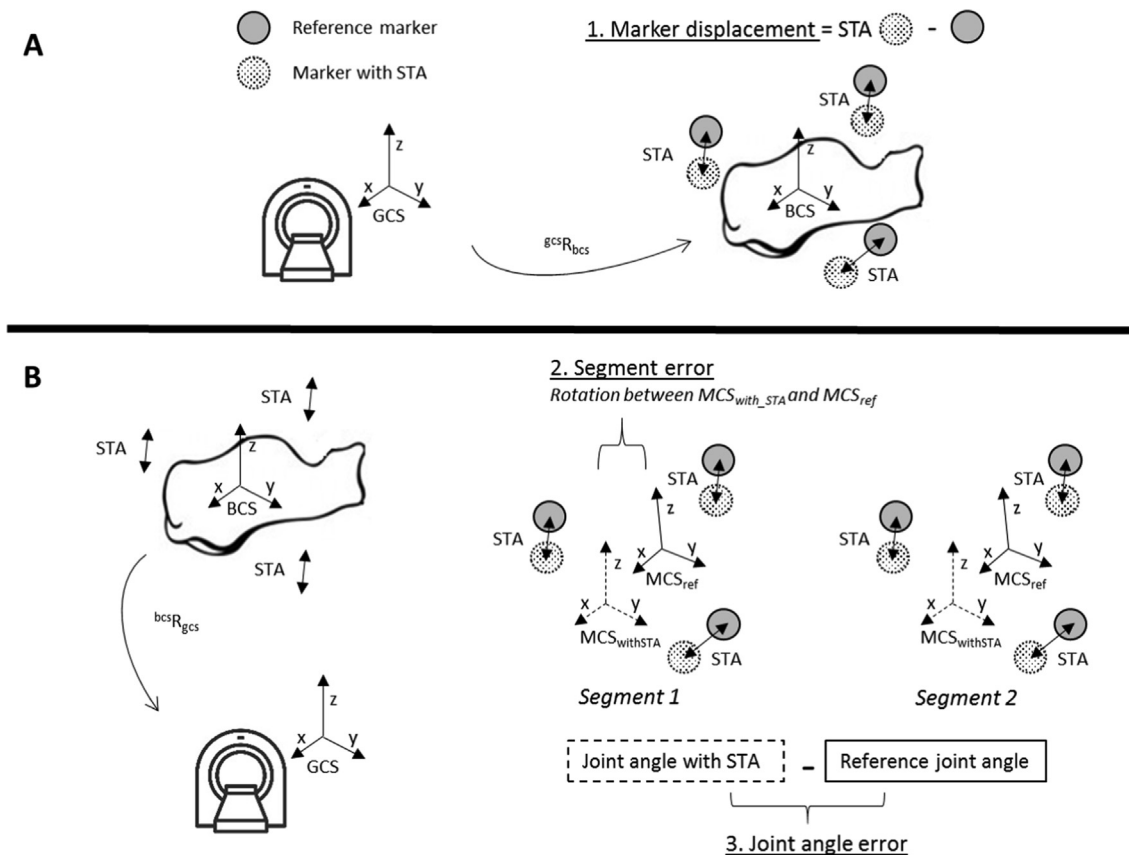 A
Reference marker
Marker with STA
1. Marker displacement = STA -
STA
STA
STA
z
x
y
GCS
z
x
y
BCS
gcsRbcs
B
STA
STA
STA
z
x
y
BCS
bcsRgcs
z
x
y
GCS
2. Segment error
Rotation between MCSwith_STA and MCSref
STA
STA
z
x
y
MCSref
z
x
y
MCSwithSTA
STA
Segment 1
STA
STA
z
x
y
MCSref
z
x
y
MCSwithSTA
STA
Segment 2
Joint angle with STA - Reference joint angle
3. Joint angle error